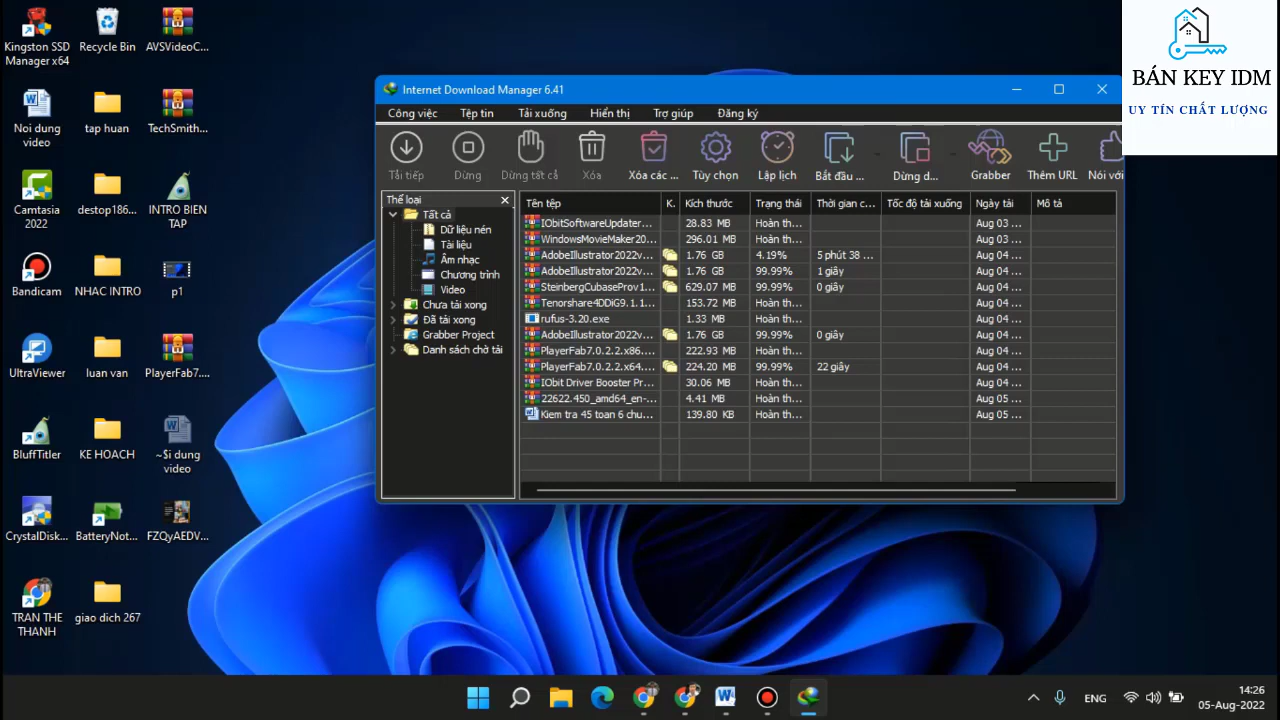 Kingston SSD
Manager x64
Recycle Bin
AVSVideoC...
Noi dung
video
tap huan
TechSmith...
Camtasia
2022
destop186...
INTRO BIEN
TAP
Bandicam
NHAC INTRO
p1
UltraViewer
luan van
PlayerFab7....
BluffTitler
KE HOACH
~$i dung
video
CrystalDisk...
BatteryNot...
FZQyAEDV...
TRAN THE
THANH
giao dich 267
BÁN KEY IDM
UY TÍN CHẤT LƯỢNG
Internet Download Manager 6.41
Công việc Tệp tin Tải xuống Hiển thị Trợ giúp Đăng ký
Tải tiếp Dừng Dừng tất cả Xóa Xóa các ... Tùy chọn Lập lịch Bắt đầu ... Dừng d... Grabber Thêm URL Nói với
Thể loại
Tất cả
Dữ liệu nén
Tài liệu
Âm nhạc
Chương trình
Video
Chưa tải xong
Đã tải xong
Grabber Project
Danh sách chờ tải
Tên tệp K. Kích thước Trạng thái Thời gian c... Tốc độ tải xuống Ngày tải Mô tả
IObitSoftwareUpdater... 28.83 MB Hoàn th... Aug 03 ...
WindowsMovieMaker20... 296.01 MB Hoàn th... Aug 03 ...
AdobeIllustrator2022v... 1.76 GB 4.19% 5 phút 38 ... Aug 04 ...
AdobeIllustrator2022v... 1.76 GB 99.99% 1 giây Aug 04 ...
SteinbergCubaseProv1... 629.07 MB 99.99% 0 giây Aug 04 ...
Tenorshare4DDiG9.1.1... 153.72 MB Hoàn th... Aug 04 ...
rufus-3.20.exe 1.33 MB Hoàn th... Aug 04 ...
AdobeIllustrator2022v... 1.76 GB 99.99% 0 giây Aug 04 ...
PlayerFab7.0.2.2.x86.... 222.93 MB Hoàn th... Aug 04 ...
PlayerFab7.0.2.2.x64.... 224.20 MB 99.99% 22 giây Aug 04 ...
IObit Driver Booster Pr... 30.06 MB Hoàn th... Aug 04 ...
22622.450_amd64_en-... 4.41 MB Hoàn th... Aug 05 ...
Kiem tra 45 toan 6 chu... 139.80 KB Hoàn th... Aug 05 ...
ENG
14:26
05-Aug-2022